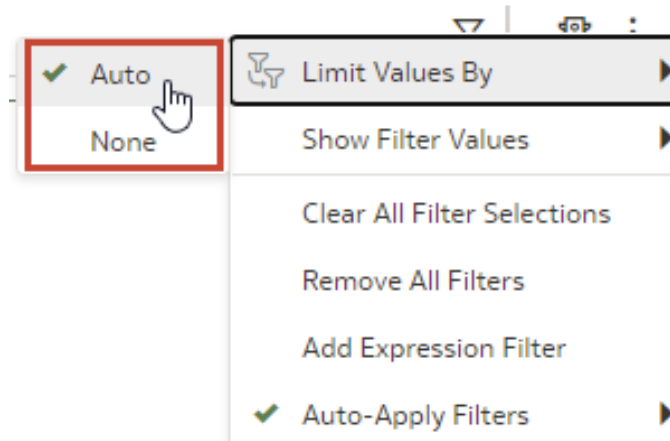 Auto
None
Limit Values By
Show Filter Values
Clear All Filter Selections
Remove All Filters
Add Expression Filter
Auto-Apply Filters